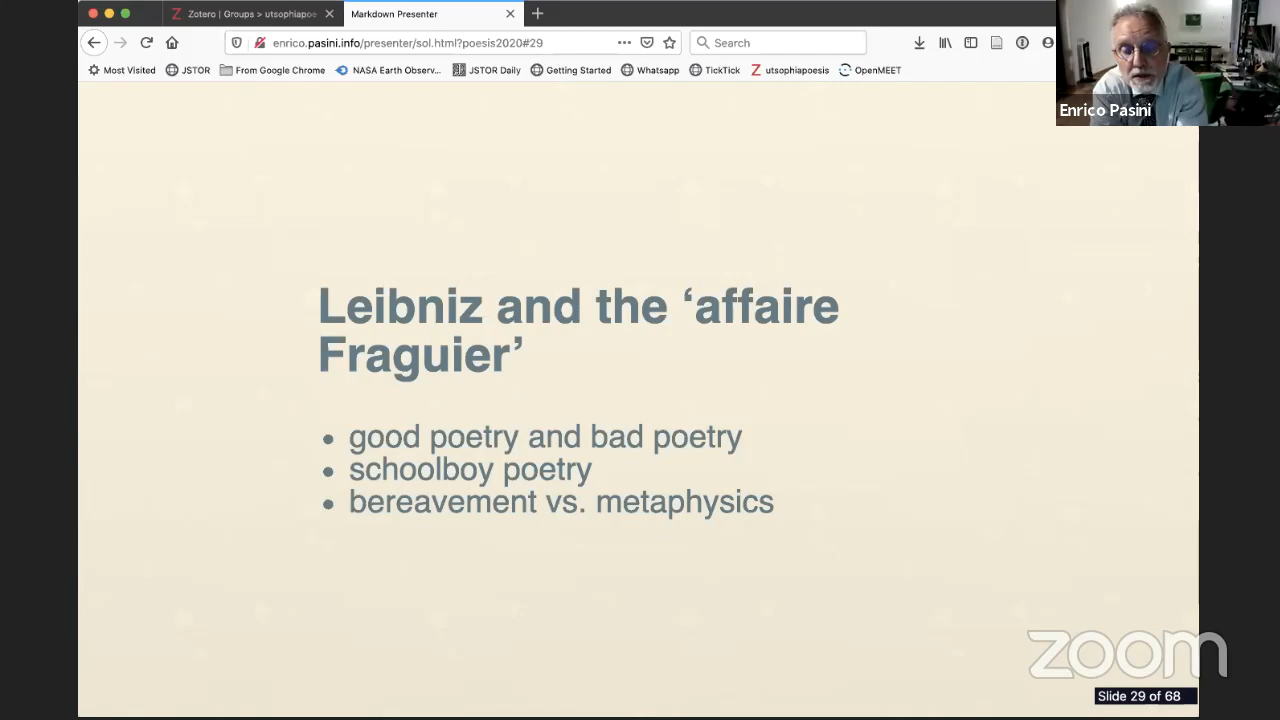 Zotero | Groups > utsophiapoe
Markdown Presenter
enrico.pasini.info/presenter/sol.html?poesis2020#29
Search
Most Visited
JSTOR
From Google Chrome
NASA Earth Observ...
JSTOR Daily
Getting Started
Whatsapp
TickTick
utsophiapoesis
OpenMEET
Enrico Pasini
Leibniz and the ‘affaire
Fraguier’
• good poetry and bad poetry
• schoolboy poetry
• bereavement vs. metaphysics
zoom
Slide 29 of 68